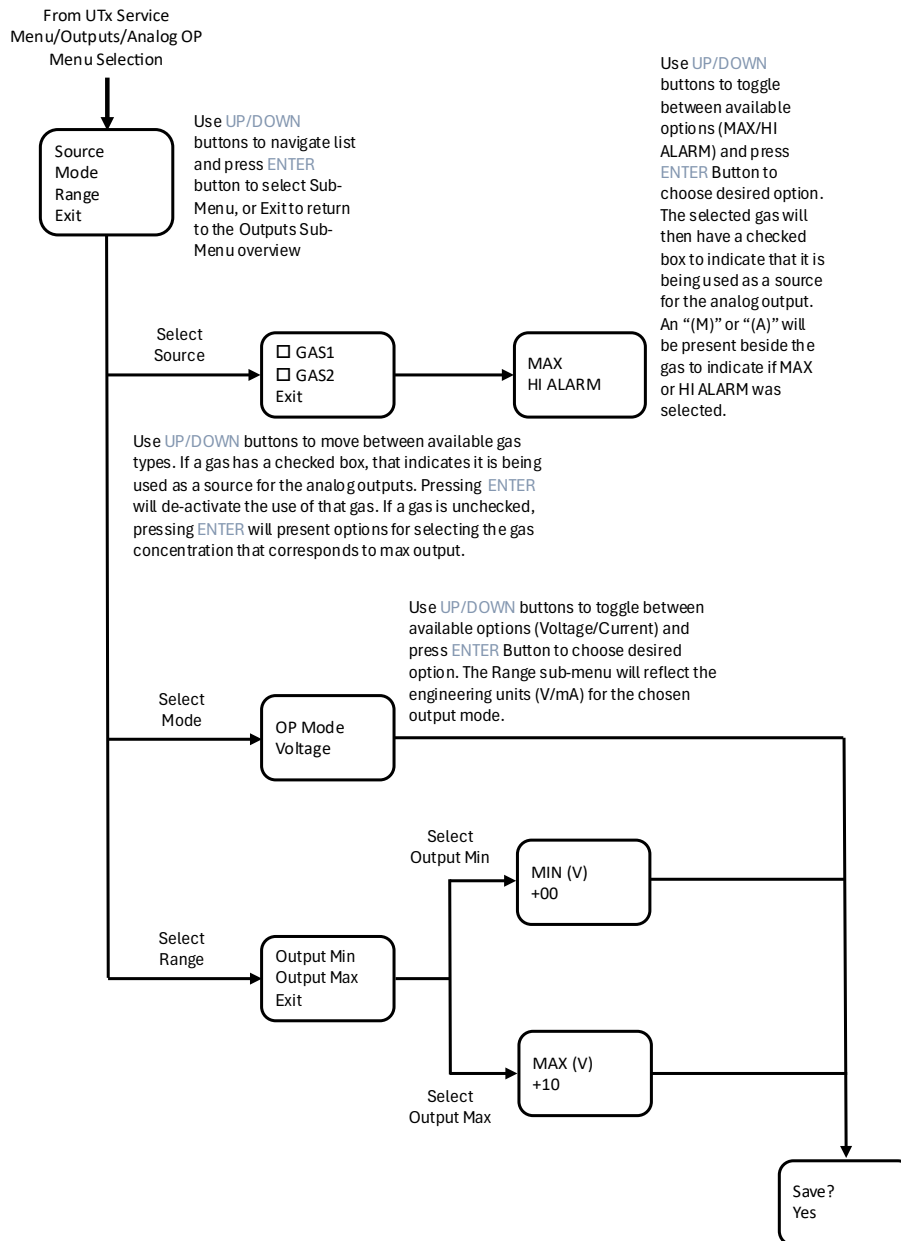 From UTx Service
Menu/Outputs/Analog OP
Menu Selection
Source
Mode
Range
Exit
Use UP/DOWN
buttons to navigate list
and press ENTER
button to select Sub-
Menu, or Exit to return
to the Outputs Sub-
Menu overview
Use UP/DOWN
buttons to toggle
between available
options (MAX/HI
ALARM) and press
ENTER Button to
choose desired option.
The selected gas will
then have a checked
box to indicate that it is
being used as a source
for the analog output.
An “(M)” or “(A)” will
be present beside the
gas to indicate if MAX
or HI ALARM was
selected.
Select
Source
☐ GAS1
☐ GAS2
Exit
MAX
HI ALARM
Use UP/DOWN buttons to move between available gas
types. If a gas has a checked box, that indicates it is being
used as a source for the analog outputs. Pressing ENTER
will de-activate the use of that gas. If a gas is unchecked,
pressing ENTER will present options for selecting the gas
concentration that corresponds to max output.
Use UP/DOWN buttons to toggle between
available options (Voltage/Current) and
press ENTER Button to choose desired
option. The Range sub-menu will reflect the
engineering units (V/mA) for the chosen
output mode.
Select
Mode
OP Mode
Voltage
Select
Output Min
MIN (V)
+00
Select
Range
Output Min
Output Max
Exit
MAX (V)
+10
Select
Output Max
Save?
Yes